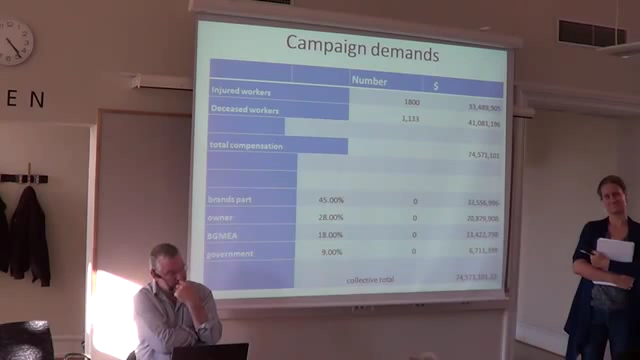 EN
Campaign demands
Number $
Injured workers 1800 33,489,905
Deceased workers 1,133 41,081,196
total compensation 74,571,101
brands part 45.00% 0 33,556,996
owner 28.00% 0 20,879,908
BGMEA 18.00% 0 13,422,798
government 9.00% 0 6,711,399
collective total 74,571,101.22